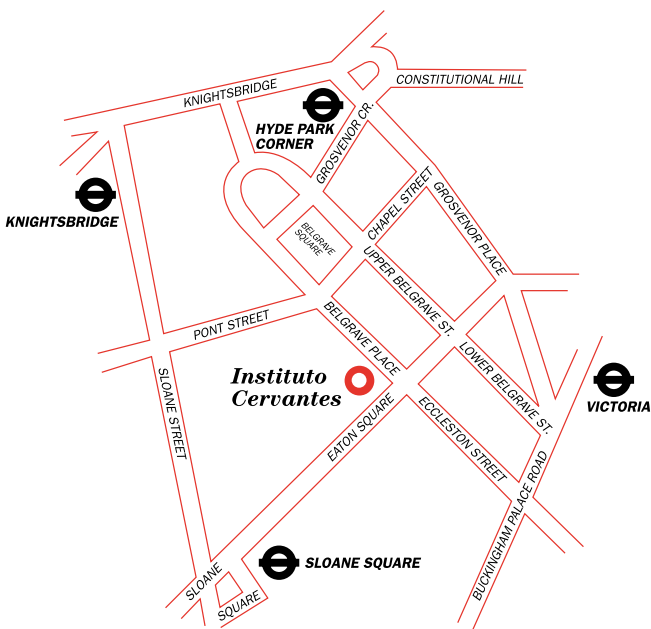 CONSTITUTIONAL HILL
KNIGHTSBRIDGE
HYDE PARK
CORNER
GROSVENOR CR.
KNIGHTSBRIDGE
CHAPEL STREET
GROSVENOR PLACE
BELGRAVE
SQUARE
UPPER BELGRAVE ST.
PONT STREET
BELGRAVE PLACE
LOWER BELGRAVE ST.
Instituto
Cervantes
VICTORIA
SLOANE STREET
EATON SQUARE
ECCLESTON STREET
BUCKINGHAM PALACE ROAD
SLOANE SQUARE
SLOANE
SQUARE